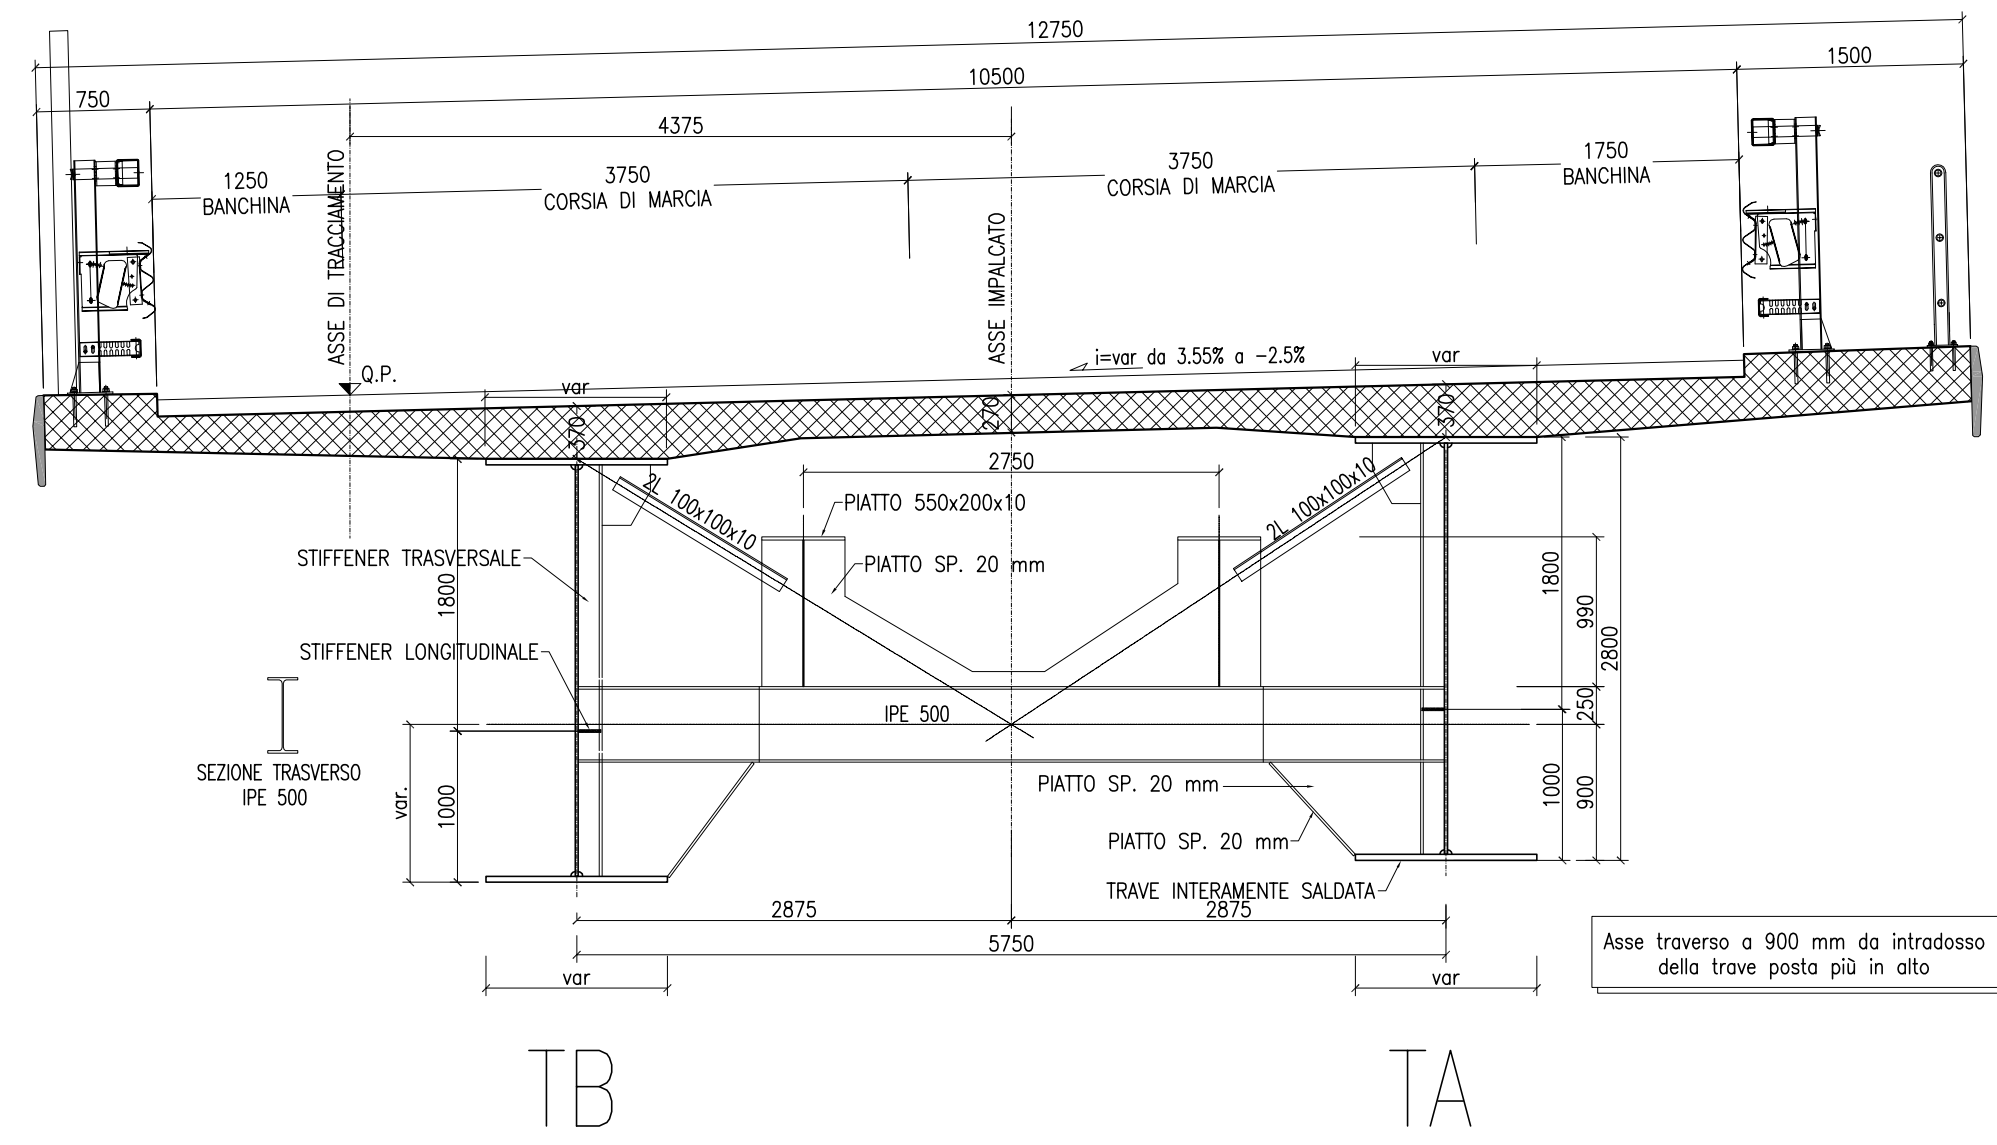 12750
10500
1500
750
4375
3750
CORSIA DI MARCIA
1750
BANCHINA
1250
BANCHINA
3750
CORSIA DI MARCIA
ASSE DI TRACCIAMENTO
ASSE IMPALCATO
i=var da 3.55% a -2.5%
var
Q.P.
var
370
270
370
2750
2L 100x100x10
2L 100x100x10
PIATTO 550x200x10
PIATTO SP. 20 mm
STIFFENER TRASVERSALE
1800
1800
990
2800
STIFFENER LONGITUDINALE
IPE 500
250
SEZIONE TRASVERSO
IPE 500
var.
1000
PIATTO SP. 20 mm
1000
900
PIATTO SP. 20 mm
TRAVE INTERAMENTE SALDATA
2875
2875
5750
var
var
Asse traverso a 900 mm da intradosso
della trave posta più in alto
TB
TA